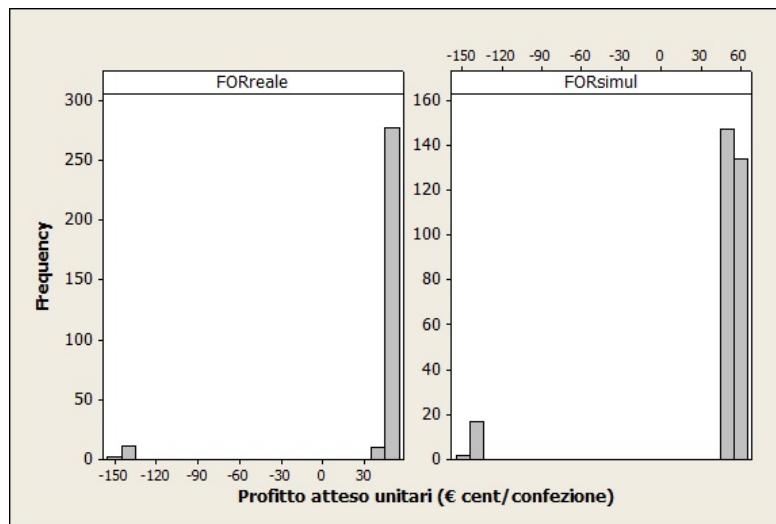 -150 -120 -90 -60 -30 0 30 60
FORreale FORsimul
300 160
250 140
200 120
150 100
100 80
50 60
0 40
20
0
-150 -120 -90 -60 -30 0 30
Frequency
Profitto atteso unitari (€ cent/confezione)